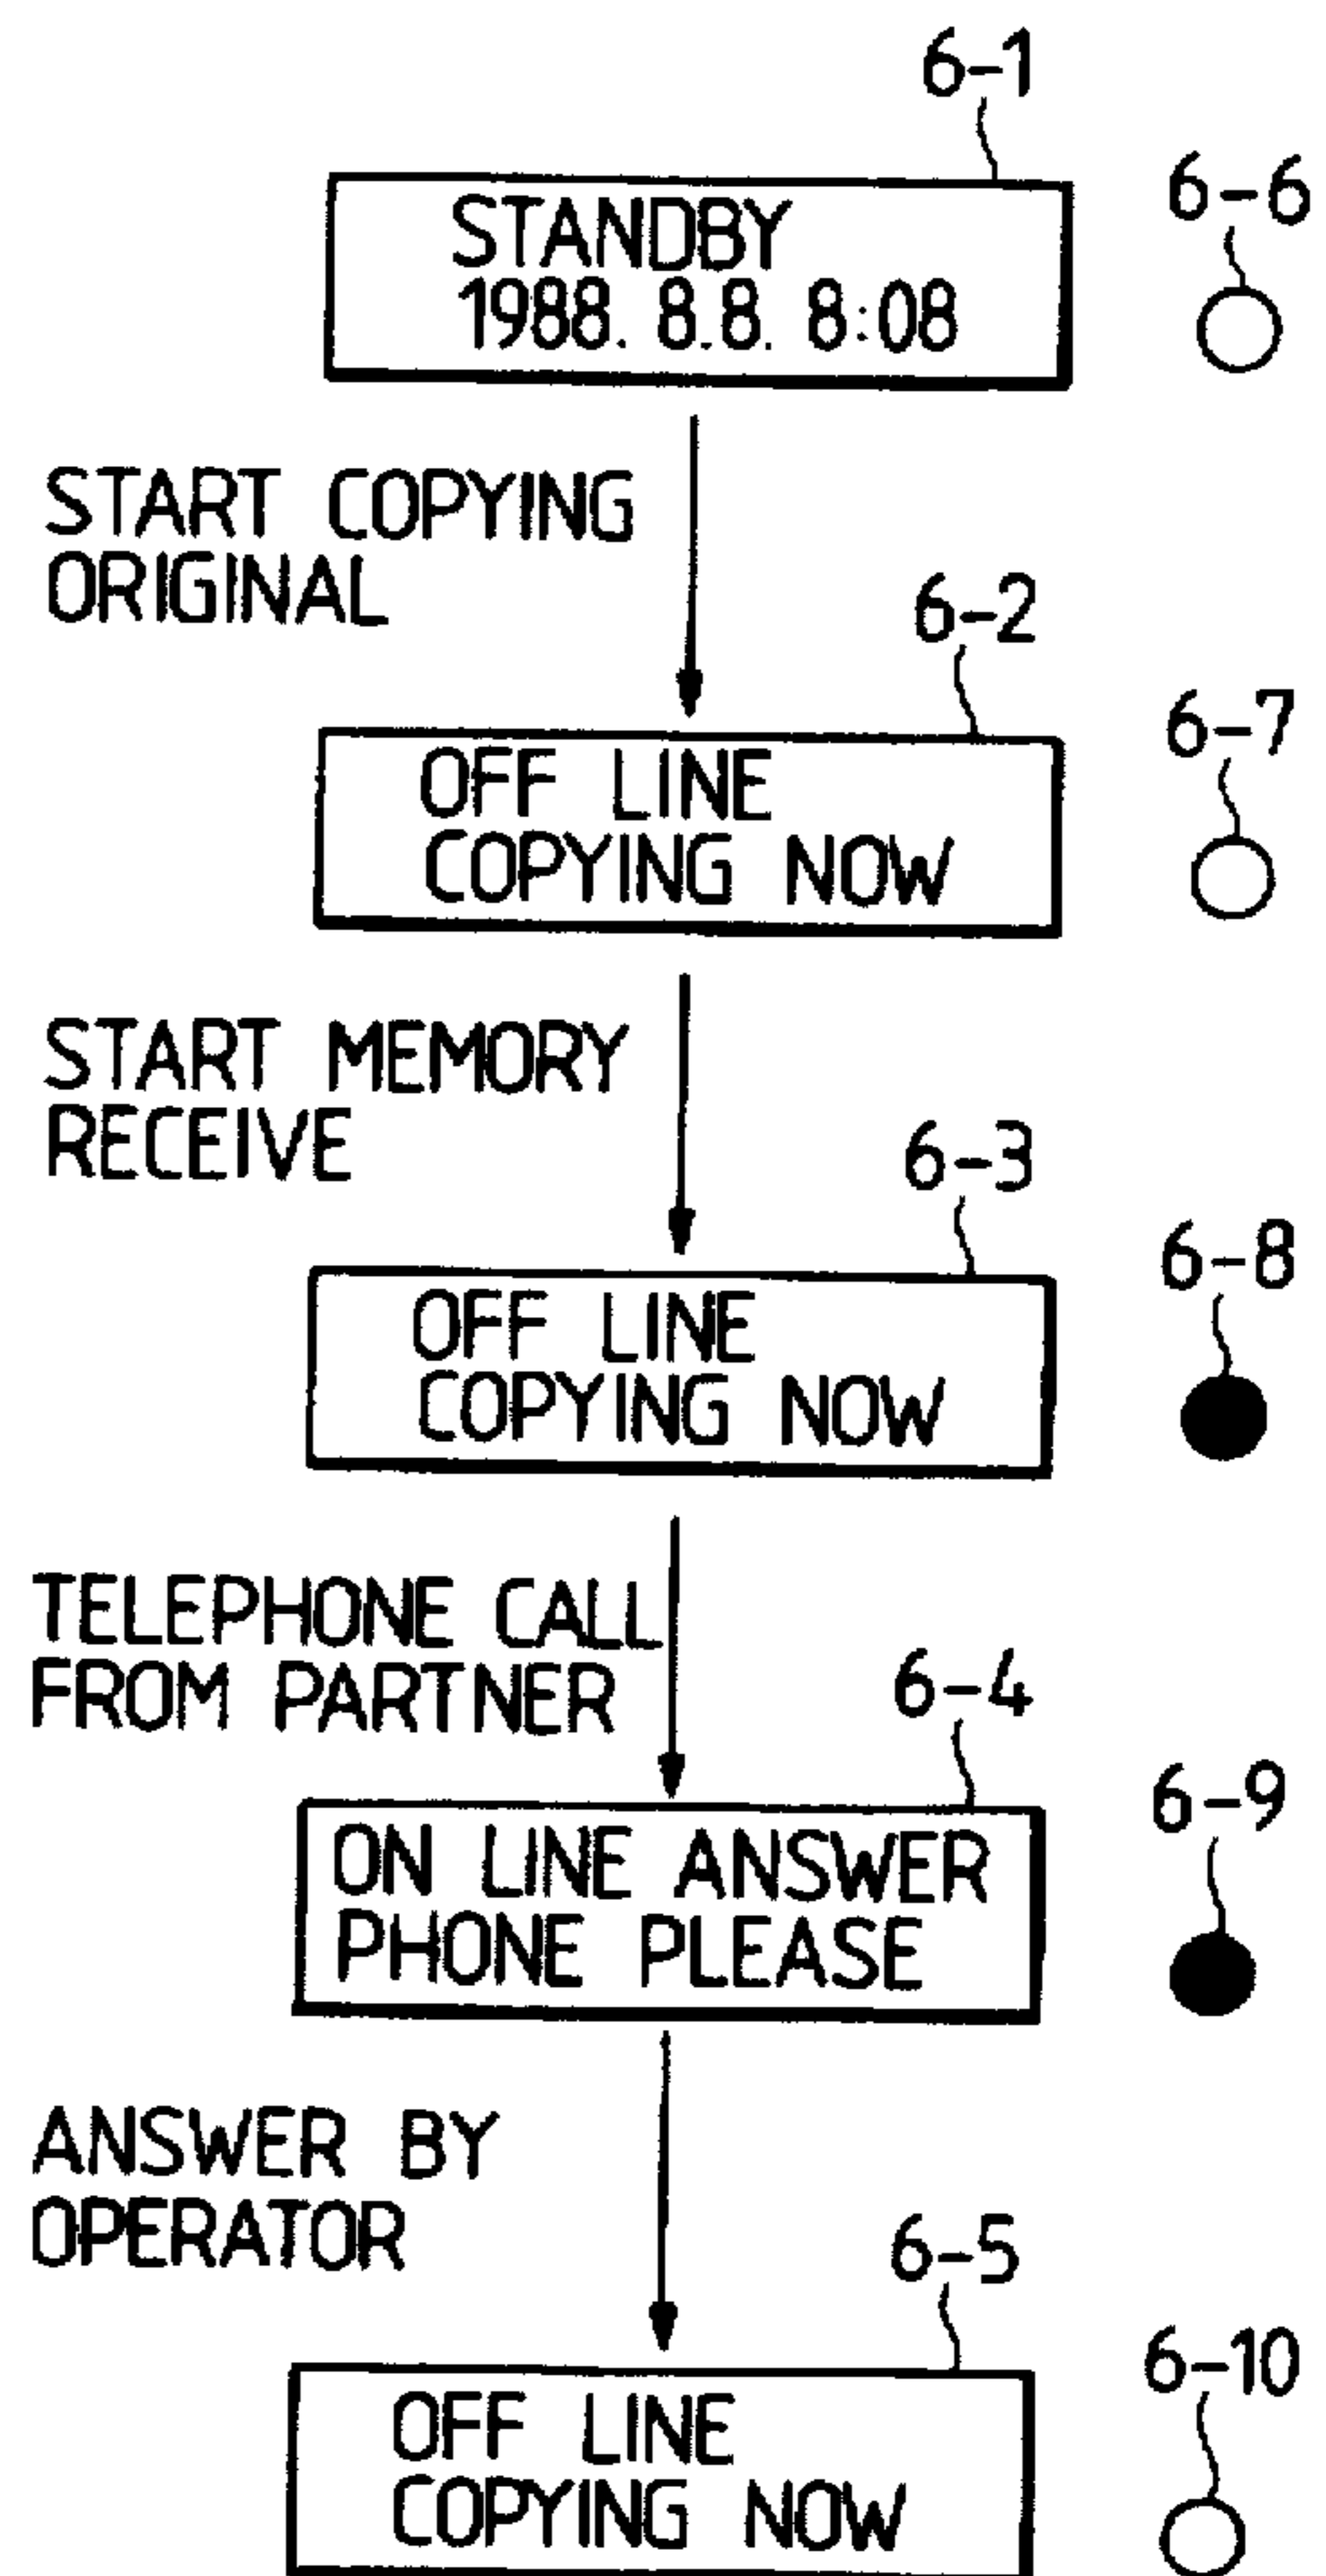 6-1
6-6
STANDBY
1988. 8.8. 8:08
START COPYING
ORIGINAL
6-2
6-7
OFF LINE
COPYING NOW
START MEMORY
RECEIVE
6-3
6-8
OFF LINE
COPYING NOW
TELEPHONE CALL
FROM PARTNER
6-4
6-9
ON LINE ANSWER
PHONE PLEASE
ANSWER BY
OPERATOR
6-5
6-10
OFF LINE
COPYING NOW